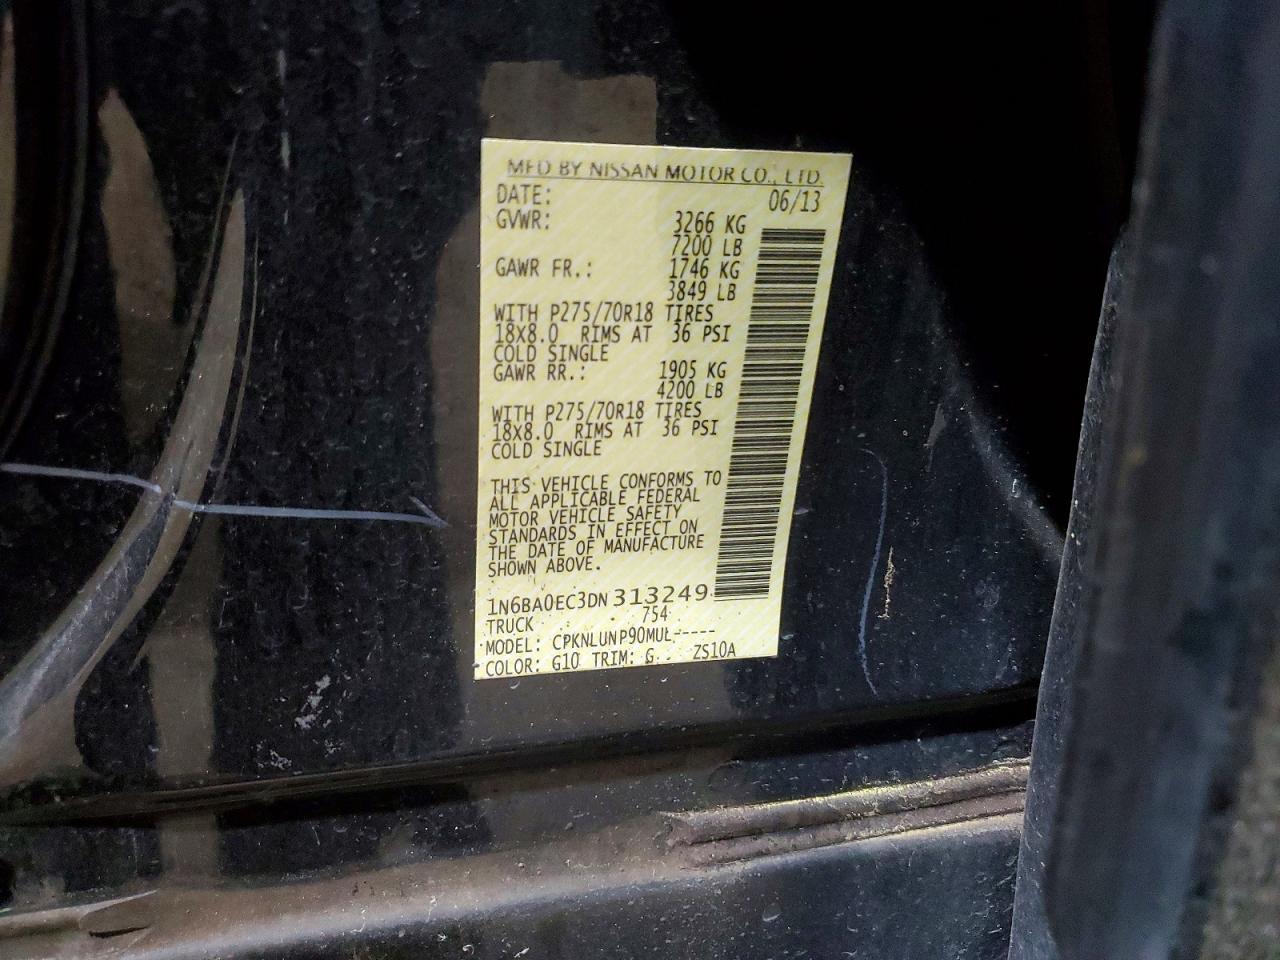 MFD BY NISSAN MOTOR CO., LTD.
DATE: 06/13
GVWR: 3266 KG
7200 LB
GAWR FR.: 1746 KG
3849 LB
WITH P275/70R18 TIRES
18X8.0 RIMS AT 36 PSI
COLD SINGLE
GAWR RR.: 1905 KG
4200 LB
WITH P275/70R18 TIRES
18X8.0 RIMS AT 36 PSI
COLD SINGLE
THIS VEHICLE CONFORMS TO
ALL APPLICABLE FEDERAL
MOTOR VEHICLE SAFETY
STANDARDS IN EFFECT ON
THE DATE OF MANUFACTURE
SHOWN ABOVE.
1N6BA0EC3DN313249
TRUCK 754
MODEL: CPKNLUNP90MUL-----
COLOR: G10 TRIM: G.. ZS10A